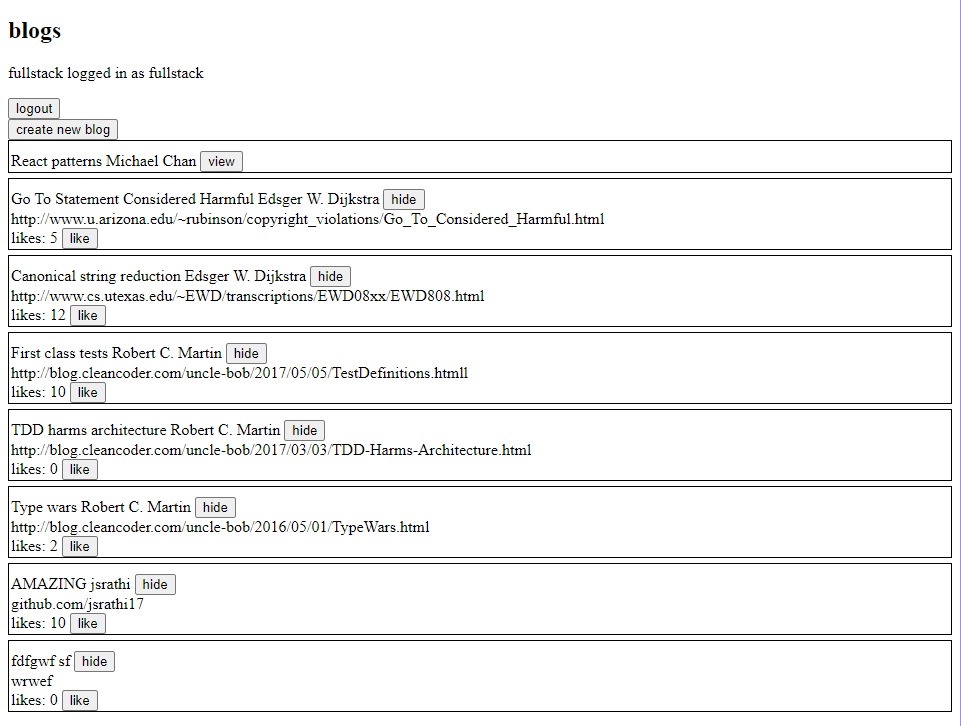 blogs
fullstack logged in as fullstack
logout
create new blog
React patterns Michael Chan view
Go To Statement Considered Harmful Edsger W. Dijkstra hide
http://www.u.arizona.edu/~rubinson/copyright_violations/Go_To_Considered_Harmful.html
likes: 5 like
Canonical string reduction Edsger W. Dijkstra hide
http://www.cs.utexas.edu/~EWD/transcriptions/EWD08xx/EWD808.html
likes: 12 like
First class tests Robert C. Martin hide
http://blog.cleancoder.com/uncle-bob/2017/05/05/TestDefinitions.htmll
likes: 10 like
TDD harms architecture Robert C. Martin hide
http://blog.cleancoder.com/uncle-bob/2017/03/03/TDD-Harms-Architecture.html
likes: 0 like
Type wars Robert C. Martin hide
http://blog.cleancoder.com/uncle-bob/2016/05/01/TypeWars.html
likes: 2 like
AMAZING jsrathi hide
github.com/jsrathi17
likes: 10 like
fdfgwf sf hide
wrwef
likes: 0 like